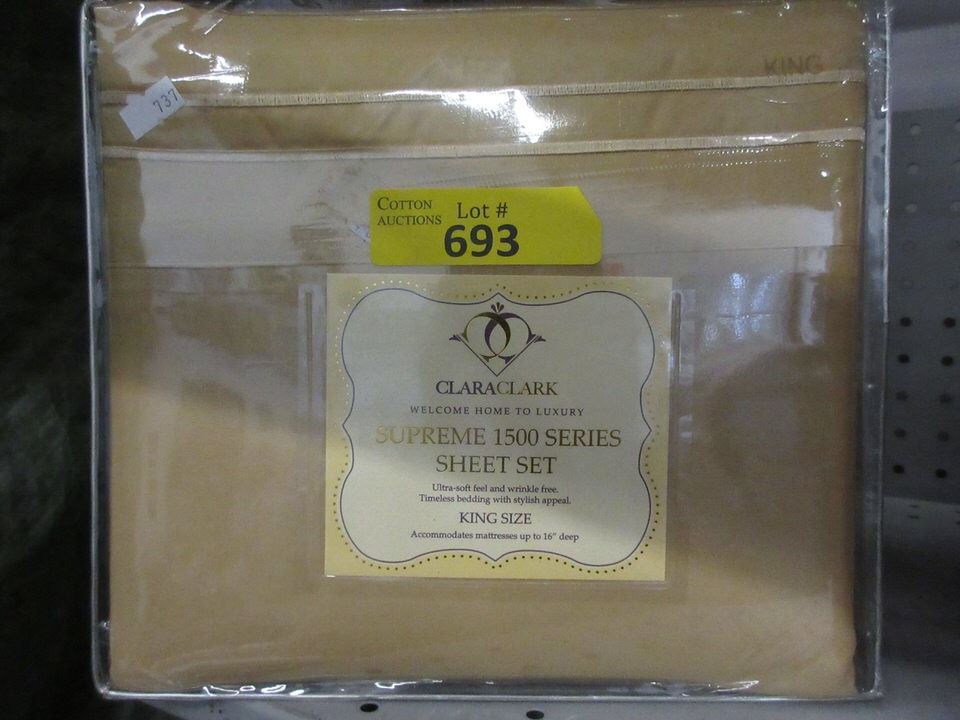 KING
737
COTTON
AUCTIONS
Lot #
693
CLARACLARK
WELCOME HOME TO LUXURY
SUPREME 1500 SERIES
SHEET SET
Ultra-soft feel and wrinkle free.
Timeless bedding with stylish appeal.
KING SIZE
Accommodates mattresses up to 16" deep